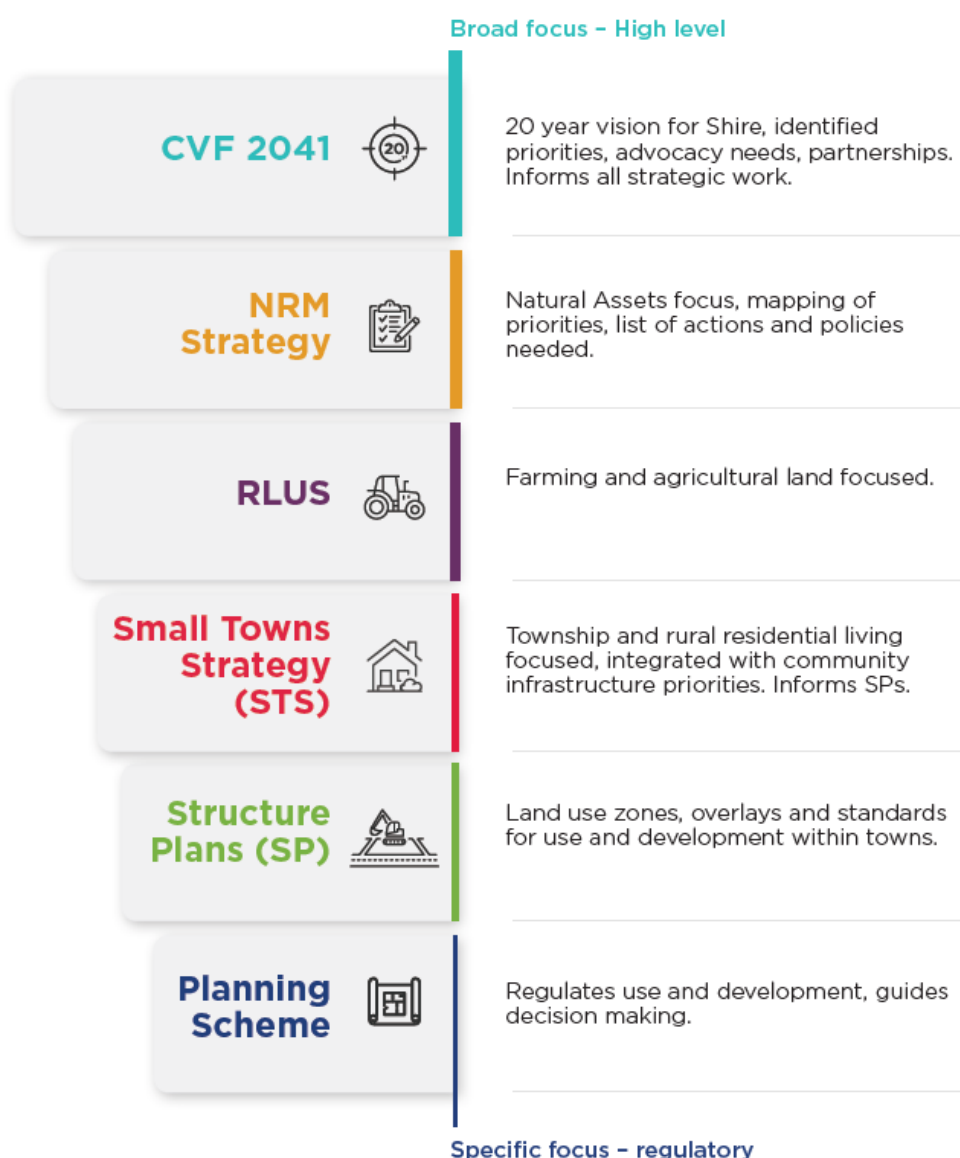 Broad focus – High level
CVF 2041
20
20 year vision for Shire, identified
priorities, advocacy needs, partnerships.
Informs all strategic work.
NRM
Strategy
Natural Assets focus, mapping of
priorities, list of actions and policies
needed.
RLUS
Farming and agricultural land focused.
Small Towns
Strategy
(STS)
Township and rural residential living
focused, integrated with community
infrastructure priorities. Informs SPs.
Structure
Plans (SP)
Land use zones, overlays and standards
for use and development within towns.
Planning
Scheme
Regulates use and development, guides
decision making.
Specific focus – regulatory